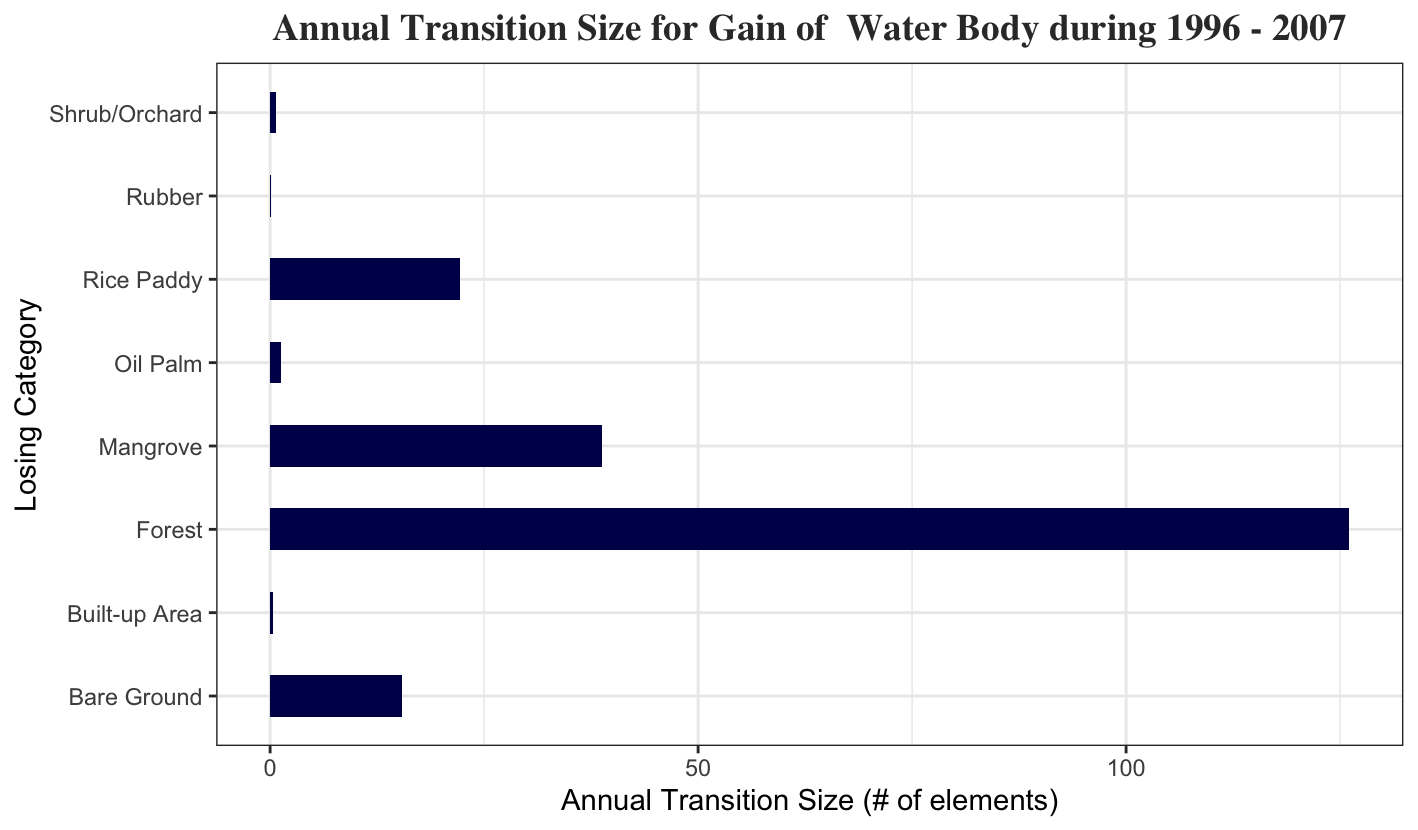 Annual Transition Size for Gain of  Water Body during 1996 - 2007
Losing Category
Shrub/Orchard
Rubber
Rice Paddy
Oil Palm
Mangrove
Forest
Built-up Area
Bare Ground
0 50 100
Annual Transition Size (# of elements)